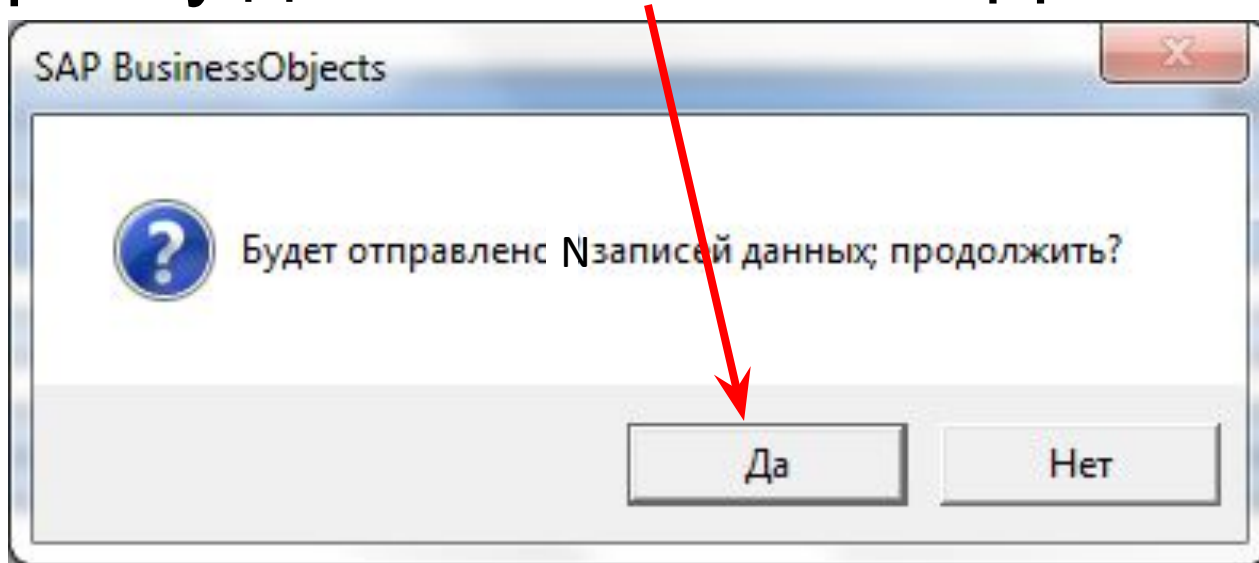 SAP BusinessObjects
Будет отправлено N записей данных; продолжить?
Да
Нет